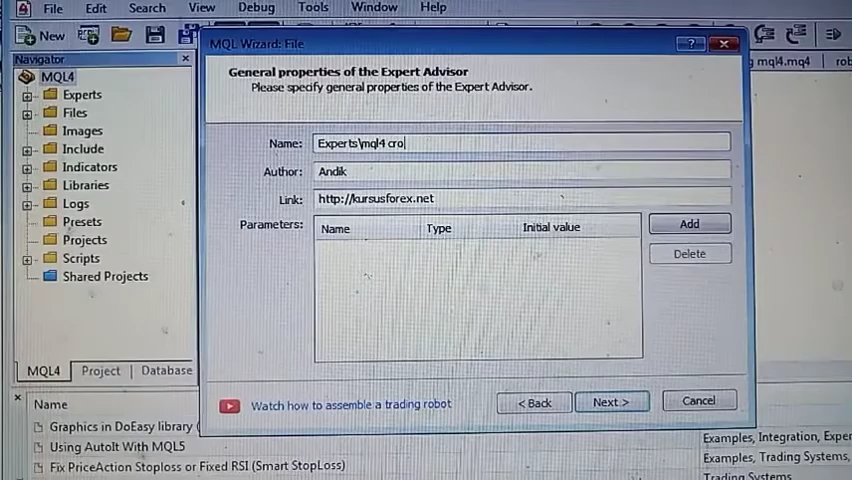 File Edit Search View Debug Tools Window Help
New
MQL Wizard: File
Navigator
General properties of the Expert Advisor
Please specify general properties of the Expert Advisor.
mql4.mq4
MQL4
Experts
Files
Images
Include
Indicators
Libraries
Logs
Presets
Projects
Scripts
Shared Projects
Name: Experts\mql4 cro
Author: Andik
Link: http://kursusforex.net
Parameters:
Name Type Initial value
Add
Delete
MQL4 Project Database
Watch how to assemble a trading robot
< Back Next > Cancel
Name
Graphics in DoEasy library (
Using AutoIt With MQL5
Fix PriceAction Stoploss or Fixed RSI (Smart StopLoss)
Examples, Integration, Exper
Examples, Trading Systems,
Trading Systems